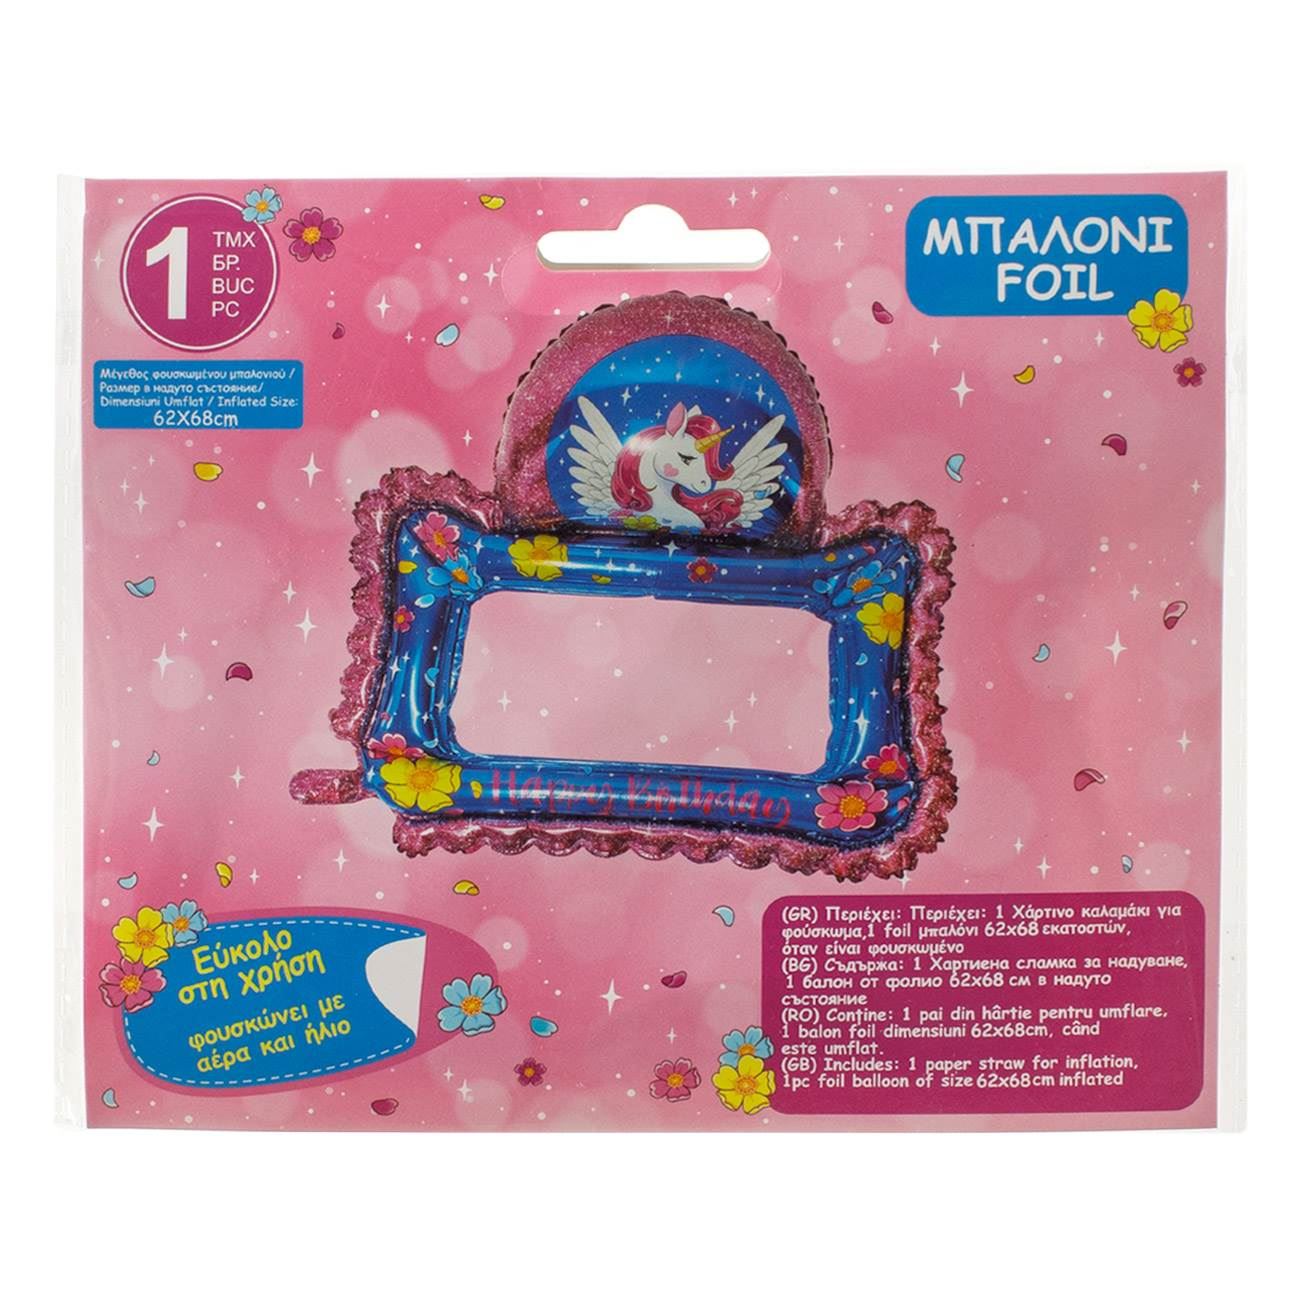 1
ΤΜΧ
БР.
BUC
PC
ΜΠΑΛΟΝΙ
FOIL
Μέγεθος φουσκωμένου μπαλονιού /
Размер в надуто състояние/
Dimensiuni Umflat / Inflated Size:
62X68cm
Happy Birthday
Εύκολο
στη χρήση
φουσκώνει με
αέρα και ήλιο
(GR) Περιέχει: Περιέχει: 1 Χάρτινο καλαμάκι για
φούσκωμα,1 foil μπαλόνι 62x68 εκατοστών,
όταν είναι φουσκωμένο
(BG) Съдържа: 1 Хартиена сламка за надуване,
1 балон от фолио 62x68 см в надуто
състояние
(RO) Conține: 1 pai din hârtie pentru umflare,
1 balon foil dimensiuni 62x68cm, când
este umflat.
(GB) Includes: 1 paper straw for inflation,
1pc foil balloon of size 62x68cm inflated